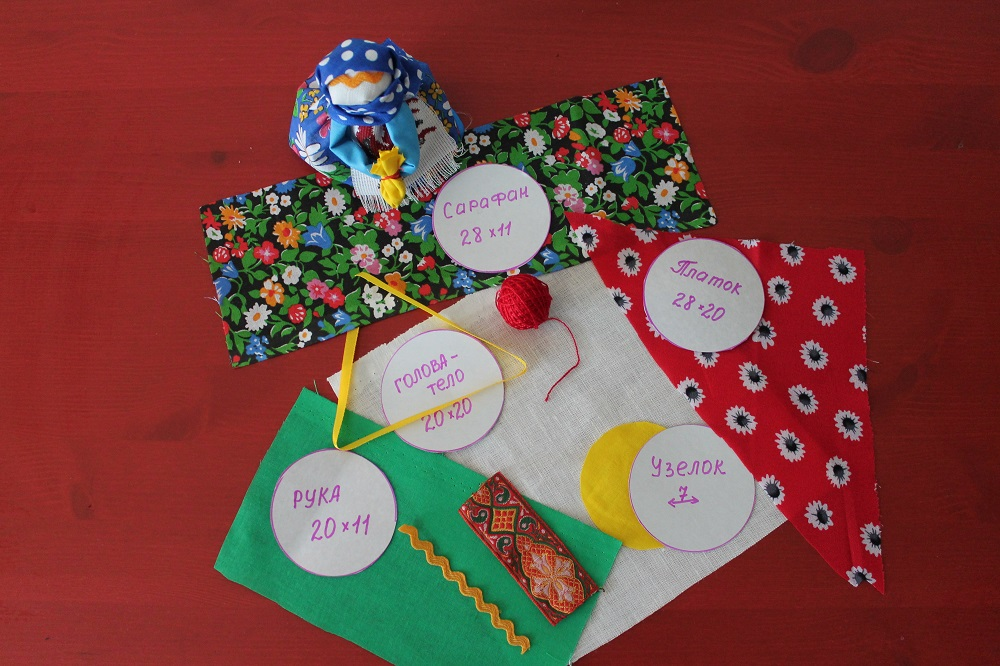 Сарафан
28×11
Платок
28×20
ГОЛОВА-
ТЕЛО
20×20
РУКА
20×11
Узелок
7
↔